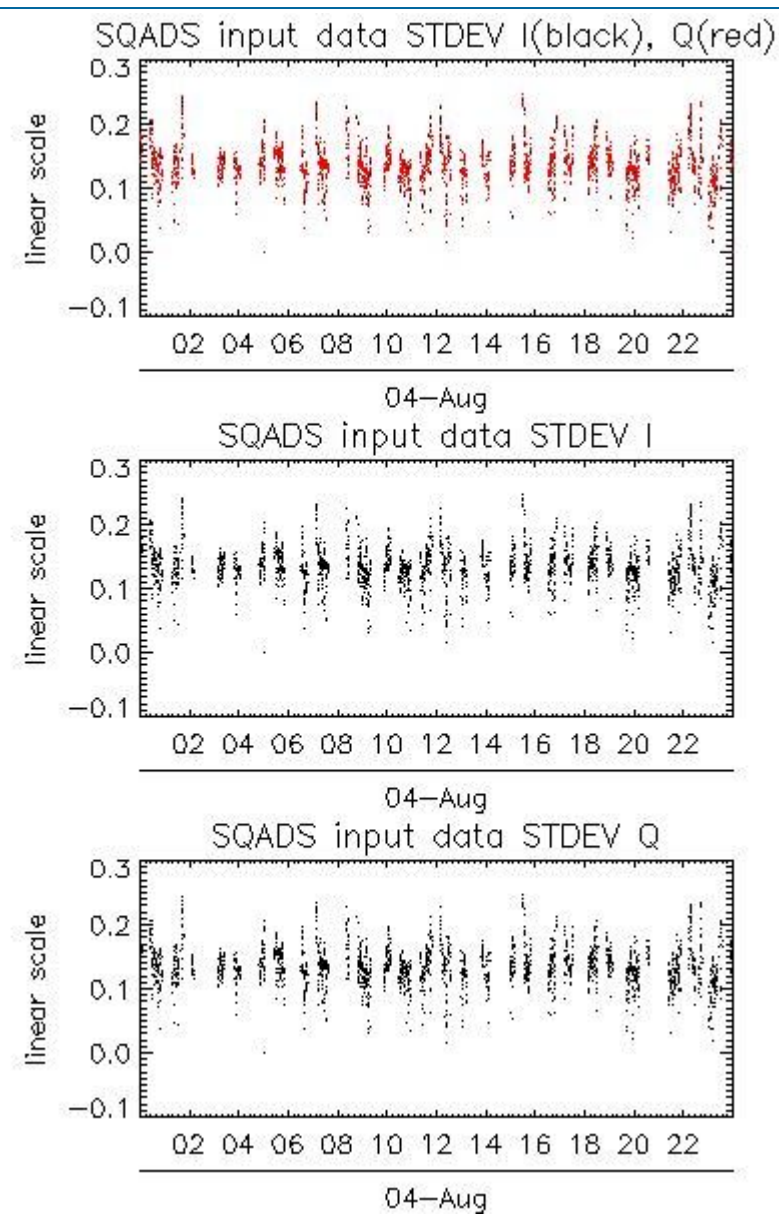 SQADS input data STDEV I(black), Q(red)
0.3
0.2
0.1
0.0
-0.1
linear scale
02 04 06 08 10 12 14 16 18 20 22
04-Aug
SQADS input data STDEV I
0.3
0.2
0.1
0.0
-0.1
linear scale
02 04 06 08 10 12 14 16 18 20 22
04-Aug
SQADS input data STDEV Q
0.3
0.2
0.1
0.0
-0.1
linear scale
02 04 06 08 10 12 14 16 18 20 22
04-Aug